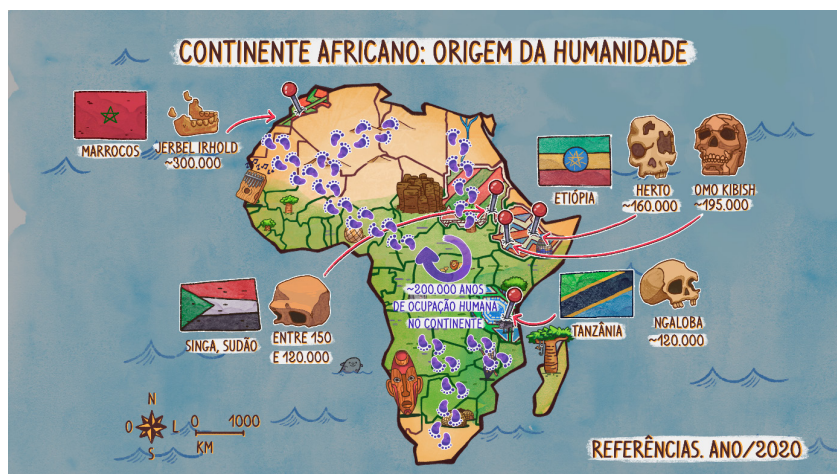 CONTINENTE AFRICANO: ORIGEM DA HUMANIDADE
MARROCOS
JERBEL IRHOLD
~300.000
ETIÓPIA
HERTO
~160.000
OMO KIBISH
~195.000
~200.000 ANOS
DE OCUPAÇÃO HUMANA
NO CONTINENTE
SINGA, SUDÃO
ENTRE 150
E 120.000
TANZÂNIA
NGALOBA
~120.000
N
O
L
S
0 1000
KM
REFERÊNCIAS. ANO/2020